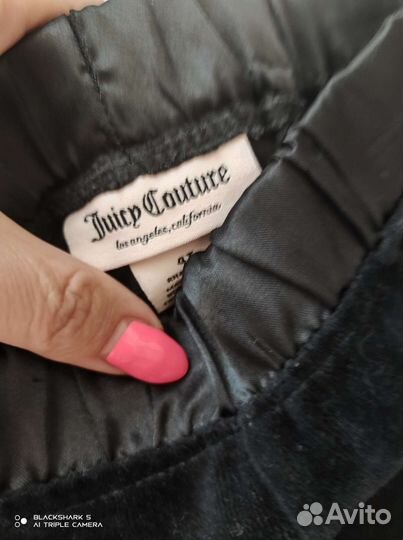 Juicy Couture
los angeles, california
BLACKSHARK 5
AI TRIPLE CAMERA
Avito